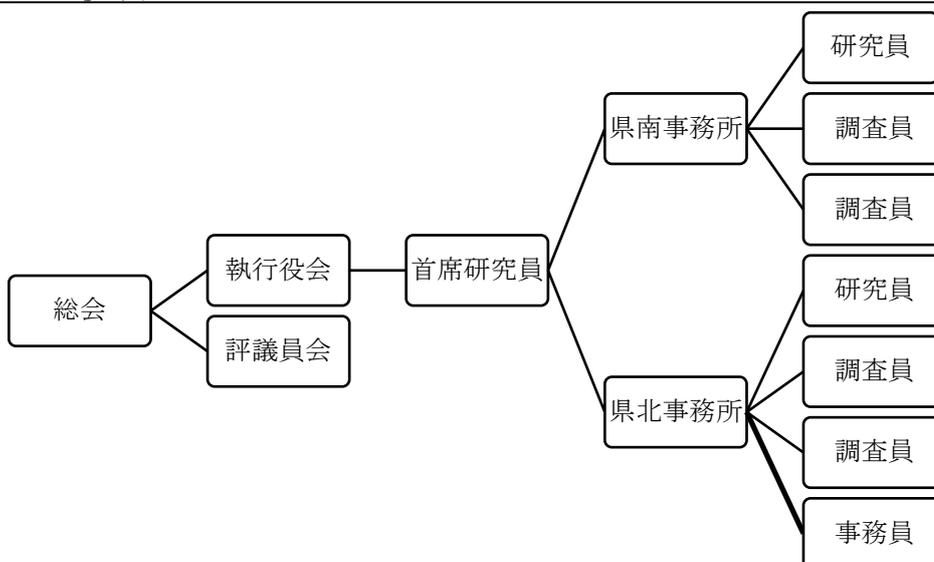 総会
執行役会
評議員会
首席研究員
県南事務所
研究員
調査員
調査員
県北事務所
研究員
調査員
調査員
事務員